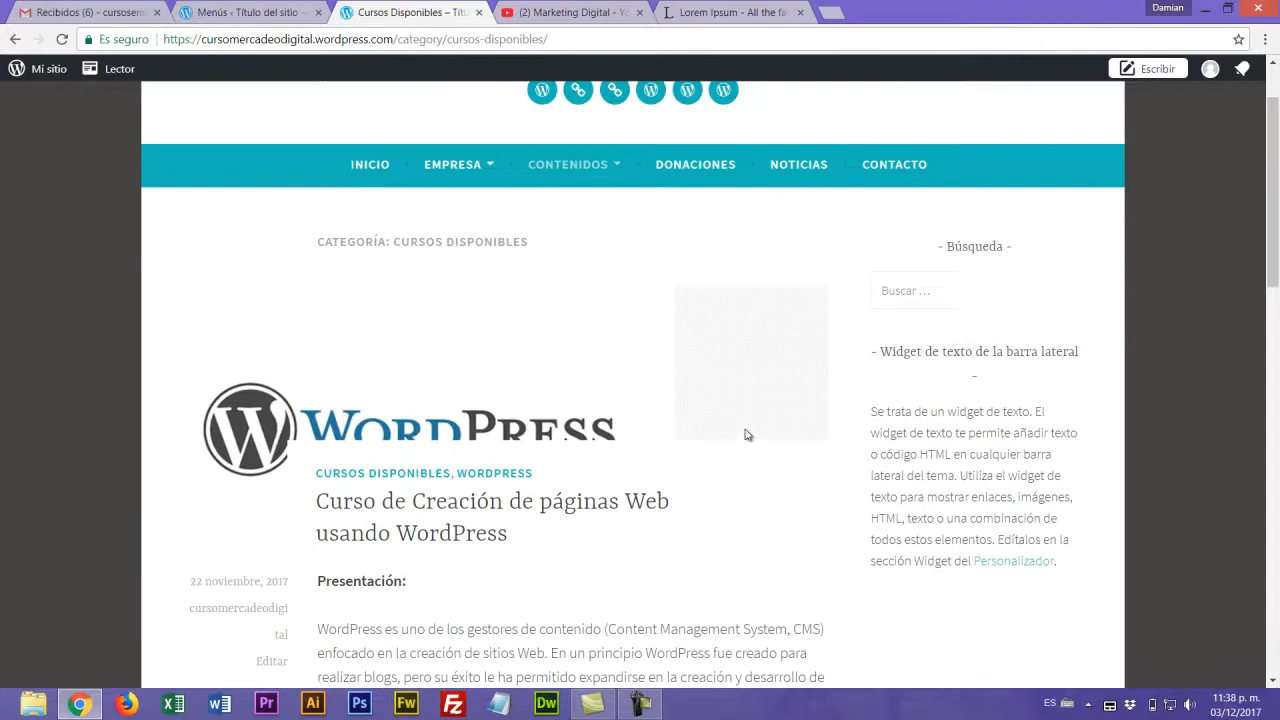 M Recibidos (6) - cursosen
Menús ‹ Título del sitio —
Cursos Disponibles – Títu
(2) Marketing Digital - Yo
Lorem Ipsum - All the fa
Damian
Es seguro
https://cursomercadeodigital.wordpress.com/category/cursos-disponibles/
Mi sitio
Lector
Escribir
INICIO
EMPRESA
CONTENIDOS
DONACIONES
NOTICIAS
CONTACTO
CATEGORÍA: CURSOS DISPONIBLES
- Búsqueda -
Buscar …
- Widget de texto de la barra lateral
-
Se trata de un widget de texto. El
widget de texto te permite añadir texto
o código HTML en cualquier barra
lateral del tema. Utiliza el widget de
texto para mostrar enlaces, imágenes,
HTML, texto o una combinación de
todos estos elementos. Edítalos en la
sección Widget del Personalizador.
WORDPRESS
CURSOS DISPONIBLES, WORDPRESS
Curso de Creación de páginas Web
usando WordPress
22 noviembre, 2017
cursomercadeodigi
tal
Editar
Presentación:
WordPress es uno de los gestores de contenido (Content Management System, CMS)
enfocado en la creación de sitios Web. En un principio WordPress fue creado para
realizar blogs, pero su éxito le ha permitido expandirse en la creación y desarrollo de
Pr
Ai
Ps
Fw
Fz
Dw
ES
11:38 p. m.
03/12/2017